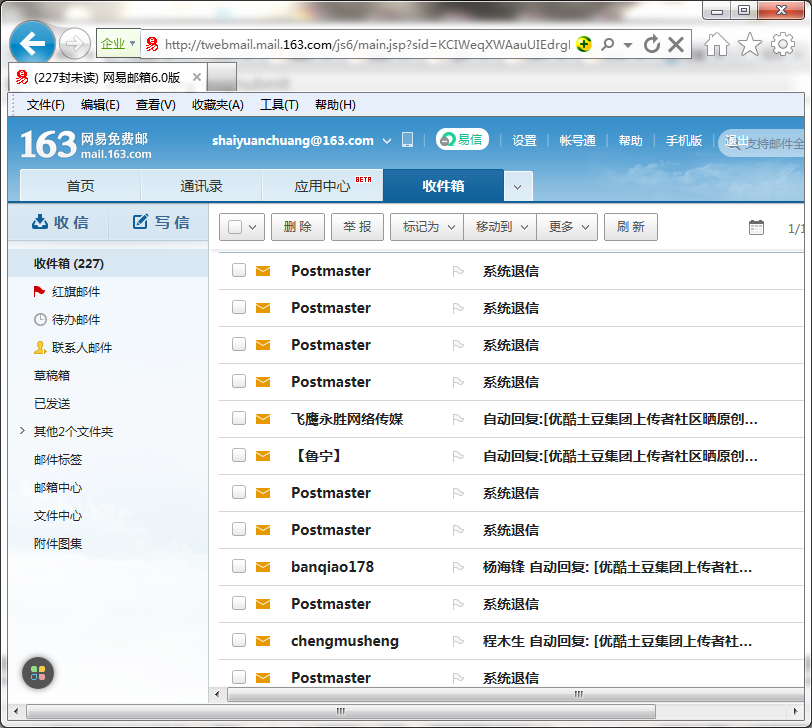 企业 http://twebmail.mail.163.com/js6/main.jsp?sid=KCIWeqXWAauUIEdrgl
(227封未读) 网易邮箱6.0版
文件(F) 编辑(E) 查看(V) 收藏夹(A) 工具(T) 帮助(H)
163 网易免费邮
mail.163.com
shaiyuanchuang@163.com 易信 设置 帐号通 帮助 手机版 退出 支持邮件全
首页 通讯录 应用中心 BETA 收件箱
收信 写信
删除 举报 标记为 移动到 更多 刷新 1/1
收件箱 (227)
红旗邮件
待办邮件
联系人邮件
草稿箱
已发送
其他2个文件夹
邮件标签
邮箱中心
文件中心
附件图集
Postmaster 系统退信
Postmaster 系统退信
Postmaster 系统退信
Postmaster 系统退信
飞鹰永胜网络传媒 自动回复:[优酷土豆集团上传者社区晒原创...
【鲁宁】 自动回复:[优酷土豆集团上传者社区晒原创...
Postmaster 系统退信
Postmaster 系统退信
banqiao178 杨海锋 自动回复: [优酷土豆集团上传者社...
Postmaster 系统退信
chengmusheng 程木生 自动回复: [优酷土豆集团上传者社...
Postmaster 系统退信